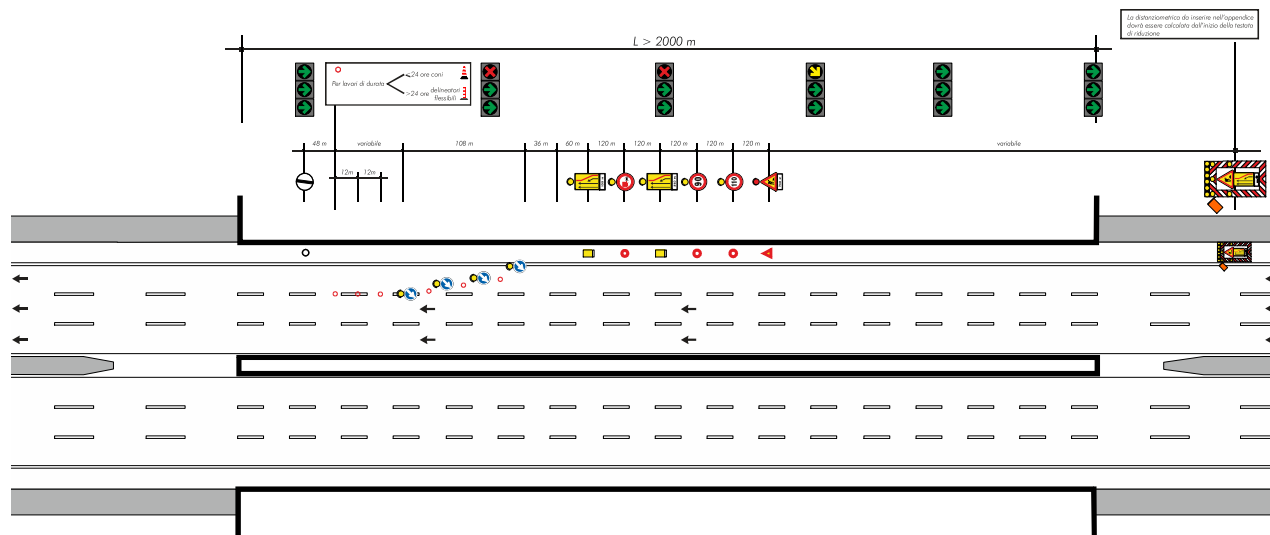 La distanziometrica da inserire nell'appendice
dovrà essere calcolata dall'inizio della testata
di riduzione
L > 2000 m
Per lavori di durata
<24 ore coni
>24 ore delineatori
flessibili
48 m
variabile
108 m
36 m
60 m
120 m
120 m
120 m
120 m
120 m
variabile
12m
12m
90
110